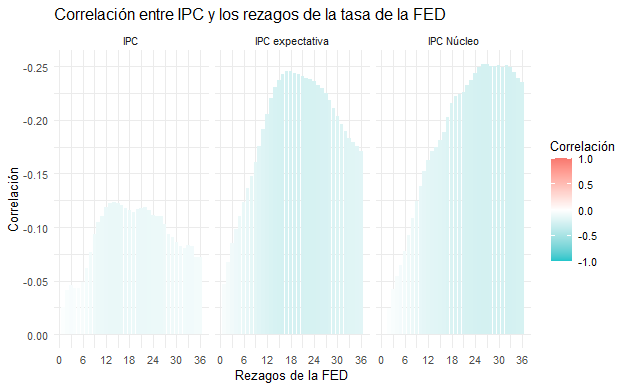 Correlación entre IPC y los rezagos de la tasa de la FED
IPC
IPC expectativa
IPC Núcleo
Correlación
-0.25
-0.20
-0.15
-0.10
-0.05
0.00
0 6 12 18 24 30 36
0 6 12 18 24 30 36
0 6 12 18 24 30 36
Rezagos de la FED
Correlación
1.0
0.5
0.0
-0.5
-1.0